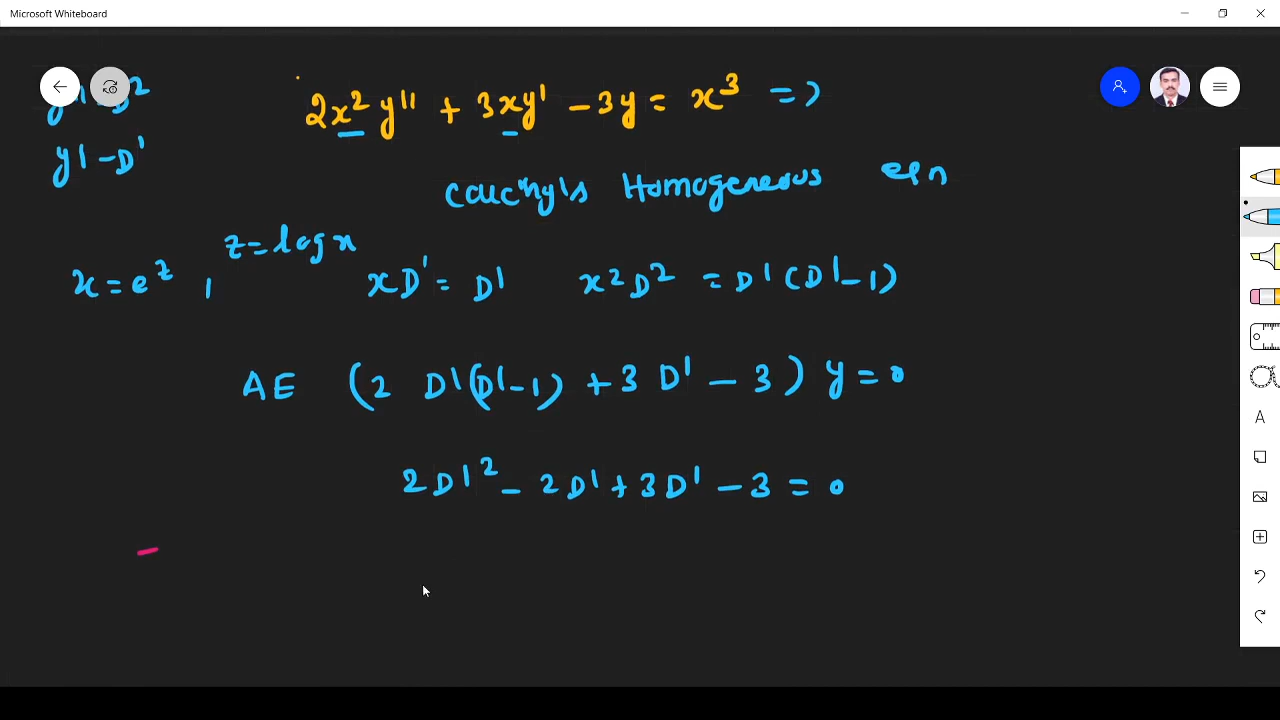 Microsoft Whiteboard
2x² y'' + 3xy' - 3y = x³ =>
y' - D'
Cauchy's Homogeneous eqn
x = e^z , z = log x xD' = D' x²D² = D'(D'-1)
AE (2 D'(D'-1) + 3 D' - 3) y = 0
2D'² - 2D' + 3D' - 3 = 0
A